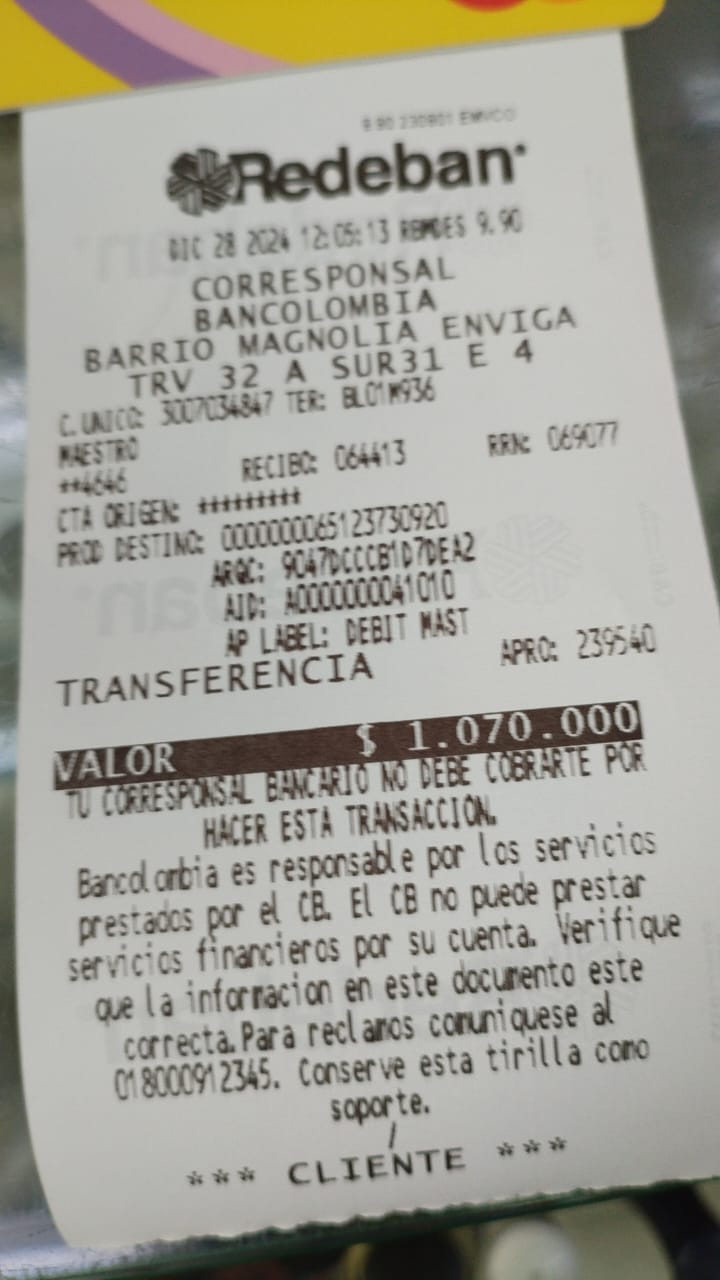 9.90 230801 EMVCO
Redeban
DIC 28 2024 12:05:13 RBMDES 9.90
CORRESPONSAL
BANCOLOMBIA
BARRIO MAGNOLIA ENVIGA
TRV 32 A SUR31 E 4
C. UNICO: 3007034847 TER: BL01M936
MAESTRO
**4646 RECIBO: 064413 RRN: 069077
CTA ORIGEN: *********
PROD DESTINO: 0000000065123730920
ARQC: 9047DCCCB1D7DEA2
AID: A0000000041010
AP LABEL: DEBIT MAST
TRANSFERENCIA APRO: 239540
VALOR $ 1.070.000
TU CORRESPONSAL BANCARIO NO DEBE COBRARTE POR
HACER ESTA TRANSACCION.
Bancolombia es responsable por los servicios
prestados por el CB. El CB no puede prestar
servicios financieros por su cuenta. Verifique
que la informacion en este documento este
correcta.Para reclamos comuniquese al
018000912345. Conserve esta tirilla como
soporte.
/
*** CLIENTE ***